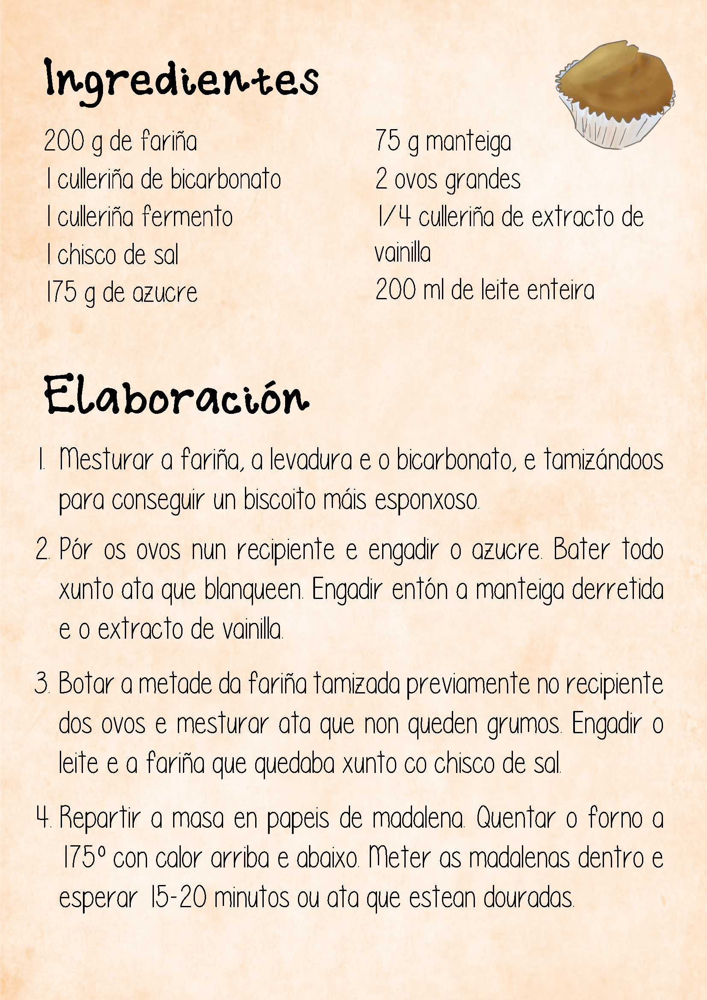 Ingredientes
200 g de fariña
1 culleriña de bicarbonato
1 culleriña fermento
1 chisco de sal
175 g de azucre
75 g manteiga
2 ovos grandes
1/4 culleriña de extracto de
vainilla
200 ml de leite enteira
Elaboración
1. Mesturar a fariña, a levadura e o bicarbonato, e tamizándoos
para conseguir un biscoito máis esponxoso.
2. Pór os ovos nun recipiente e engadir o azucre. Bater todo
xunto ata que blanqueen. Engadir entón a manteiga derretida
e o extracto de vainilla.
3. Botar a metade da fariña tamizada previamente no recipiente
dos ovos e mesturar ata que non queden grumos. Engadir o
leite e a fariña que quedaba xunto co chisco de sal.
4. Repartir a masa en papeis de madalena. Quentar o forno a
175º con calor arriba e abaixo. Meter as madalenas dentro e
esperar 15-20 minutos ou ata que estean douradas.